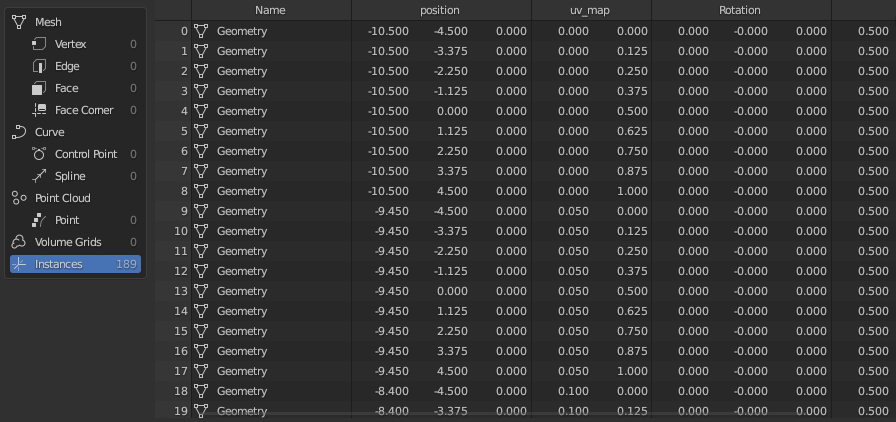 Mesh
Vertex 0
Edge 0
Face 0
Face Corner 0
Curve
Control Point 0
Spline 0
Point Cloud
Point 0
Volume Grids
Instances 189
Name position uv_map Rotation
0 Geometry -10.500 -4.500 0.000 0.000 0.000 0.000 -0.000 0.000 0.500
1 Geometry -10.500 -3.375 0.000 0.000 0.125 0.000 -0.000 0.000 0.500
2 Geometry -10.500 -2.250 0.000 0.000 0.250 0.000 -0.000 0.000 0.500
3 Geometry -10.500 -1.125 0.000 0.000 0.375 0.000 -0.000 0.000 0.500
4 Geometry -10.500 0.000 0.000 0.000 0.500 0.000 -0.000 0.000 0.500
5 Geometry -10.500 1.125 0.000 0.000 0.625 0.000 -0.000 0.000 0.500
6 Geometry -10.500 2.250 0.000 0.000 0.750 0.000 -0.000 0.000 0.500
7 Geometry -10.500 3.375 0.000 0.000 0.875 0.000 -0.000 0.000 0.500
8 Geometry -10.500 4.500 0.000 0.000 1.000 0.000 -0.000 0.000 0.500
9 Geometry -9.450 -4.500 0.000 0.050 0.000 0.000 -0.000 0.000 0.500
10 Geometry -9.450 -3.375 0.000 0.050 0.125 0.000 -0.000 0.000 0.500
11 Geometry -9.450 -2.250 0.000 0.050 0.250 0.000 -0.000 0.000 0.500
12 Geometry -9.450 -1.125 0.000 0.050 0.375 0.000 -0.000 0.000 0.500
13 Geometry -9.450 0.000 0.000 0.050 0.500 0.000 -0.000 0.000 0.500
14 Geometry -9.450 1.125 0.000 0.050 0.625 0.000 -0.000 0.000 0.500
15 Geometry -9.450 2.250 0.000 0.050 0.750 0.000 -0.000 0.000 0.500
16 Geometry -9.450 3.375 0.000 0.050 0.875 0.000 -0.000 0.000 0.500
17 Geometry -9.450 4.500 0.000 0.050 1.000 0.000 -0.000 0.000 0.500
18 Geometry -8.400 -4.500 0.000 0.100 0.000 0.000 -0.000 0.000 0.500
19 Geometry -8.400 -3.375 0.000 0.100 0.125 0.000 -0.000 0.000 0.500